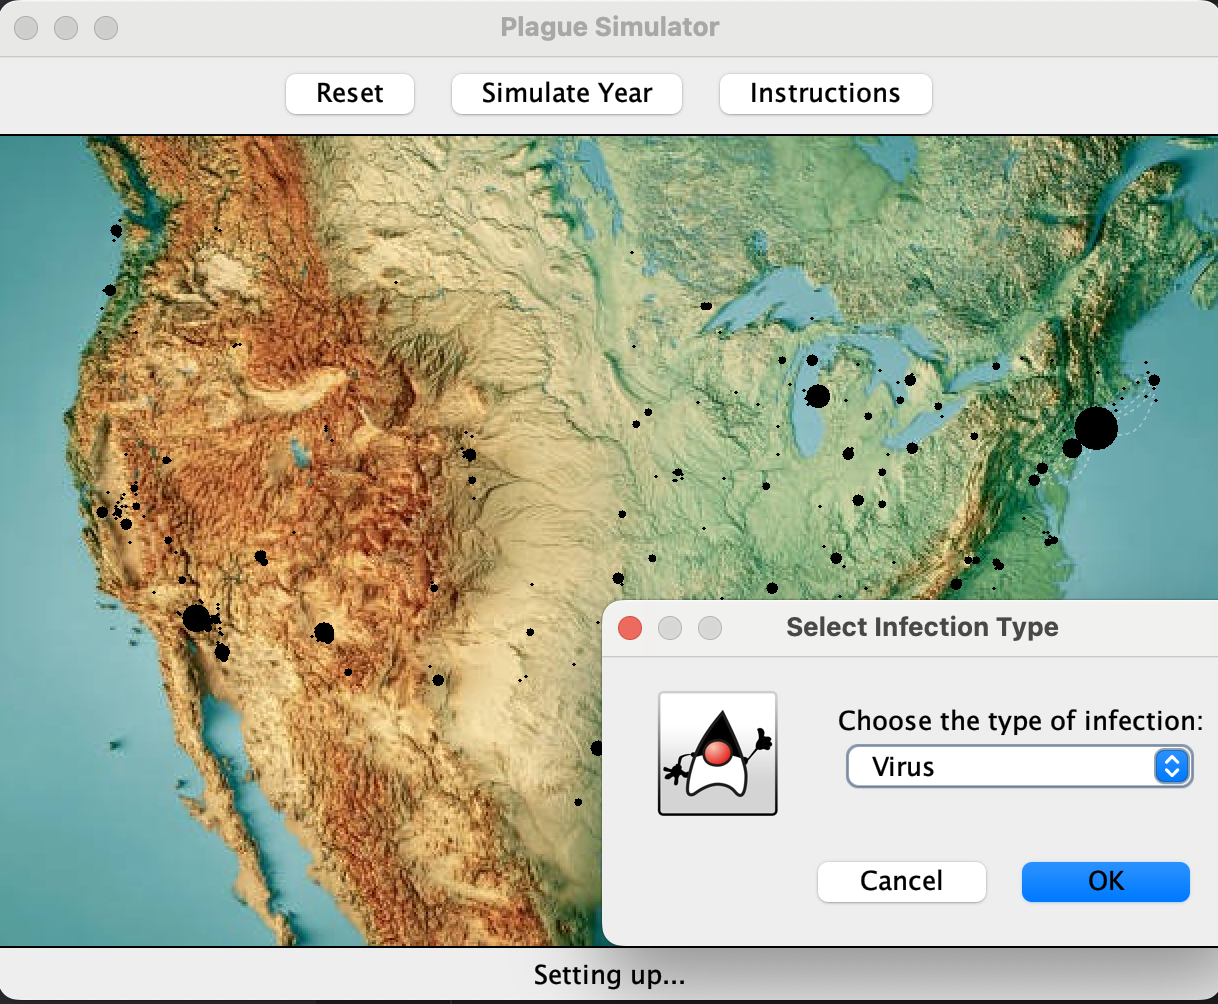 Plague Simulator
Reset
Simulate Year
Instructions
Select Infection Type
Choose the type of infection:
Virus
Cancel
OK
Setting up...